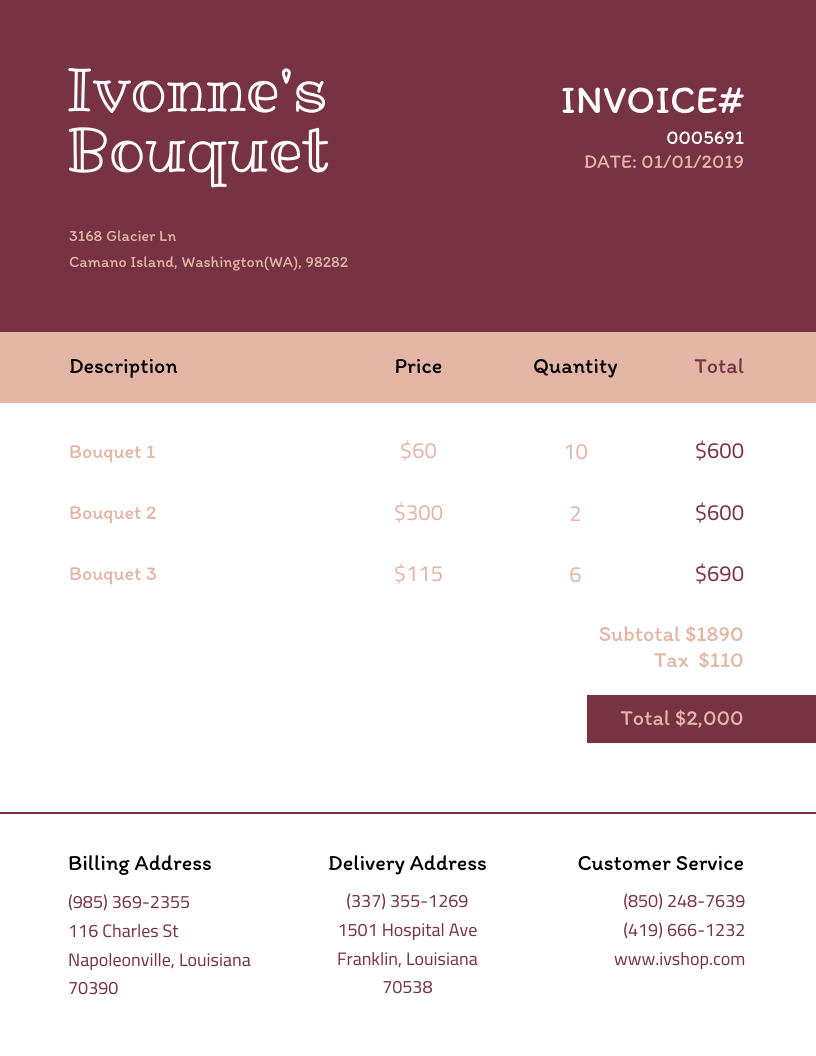 Ivonne's
Bouquet
INVOICE#
0005691
DATE: 01/01/2019
3168 Glacier Ln
Camano Island, Washington(WA), 98282
Description Price Quantity Total
Bouquet 1 $60 10 $600
Bouquet 2 $300 2 $600
Bouquet 3 $115 6 $690
Subtotal $1890
Tax $110
Total $2,000
Billing Address
(985) 369-2355
116 Charles St
Napoleonville, Louisiana
70390
Delivery Address
(337) 355-1269
1501 Hospital Ave
Franklin, Louisiana
70538
Customer Service
(850) 248-7639
(419) 666-1232
www.ivshop.com